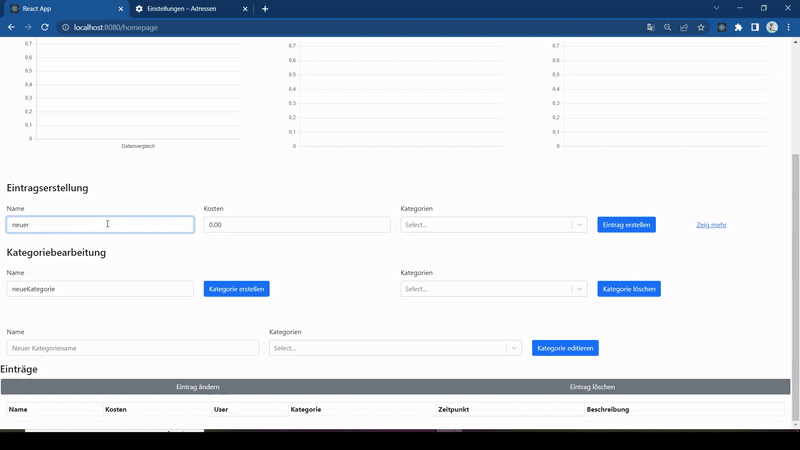 React App
Einstellungen – Adressen
localhost:8080/homepage
0,7
0,6
0,5
0,4
0,3
0,2
0,1
0
Datenvergleich
0,7
0,6
0,5
0,4
0,3
0,2
0,1
0
0,7
0,6
0,5
0,4
0,3
0,2
0,1
0
Eintragserstellung
Name Kosten Kategorien
neuer 0.00 Select... Eintrag erstellen Zeig mehr
Kategoriebearbeitung
Name Kategorien
neueKategorie Kategorie erstellen Select... Kategorie löschen
Name Kategorien
Neuer Kategoriename Select... Kategorie editieren
Einträge
Eintrag ändern Eintrag löschen
Name Kosten User Kategorie Zeitpunkt Beschreibung